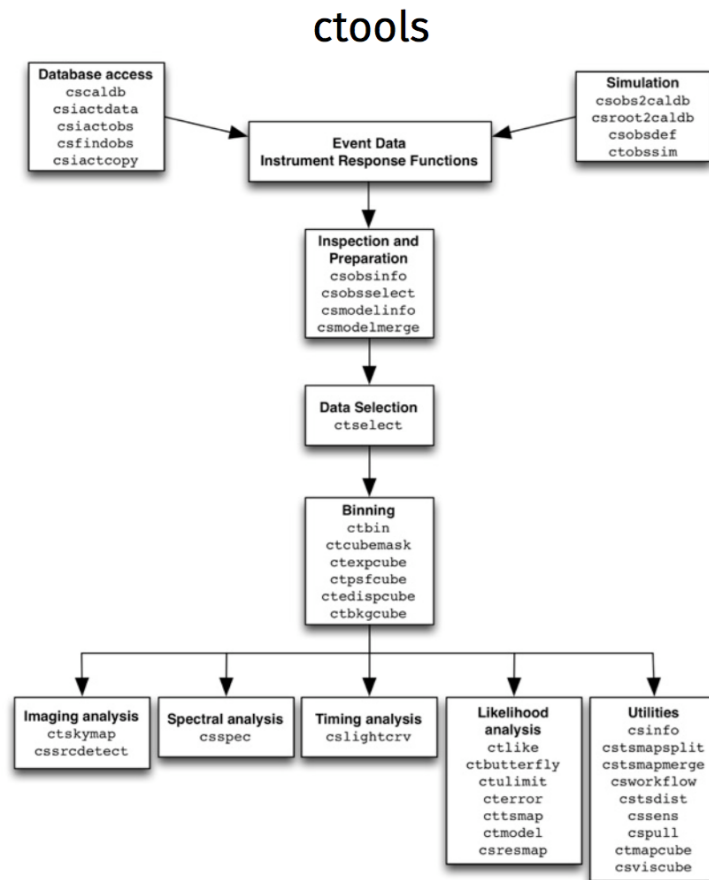 ctools
Database access
cscaldb
csiactdata
csiactobs
csfindobs
csiactcopy
Simulation
csobs2caldb
csroot2caldb
csobsdef
ctobssim
Event Data
Instrument Response Functions
Inspection and
Preparation
csobsinfo
csobsselect
csmodelinfo
csmodelmerge
Data Selection
ctselect
Binning
ctbin
ctcubemask
ctexpcube
ctpsfcube
ctedispcube
ctbkgcube
Imaging analysis
ctskymap
cssrcdetect
Spectral analysis
csspec
Timing analysis
cslightcrv
Likelihood
analysis
ctlike
ctbutterfly
ctulimit
cterror
cttsmap
ctmodel
csresmap
Utilities
csinfo
cstsmapsplit
cstsmapmerge
csworkflow
cstsdist
cssens
cspull
ctmapcube
csviscube